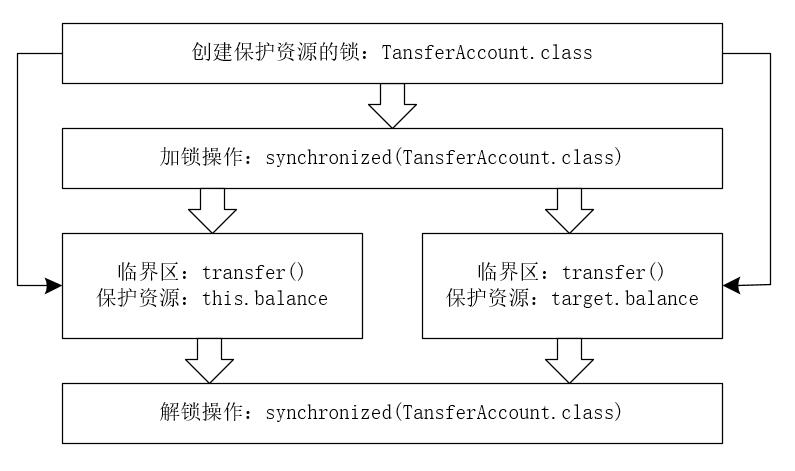 创建保护资源的锁：TansferAccount.class
加锁操作：synchronized(TansferAccount.class)
临界区：transfer()
保护资源：this.balance
临界区：transfer()
保护资源：target.balance
解锁操作：synchronized(TansferAccount.class)